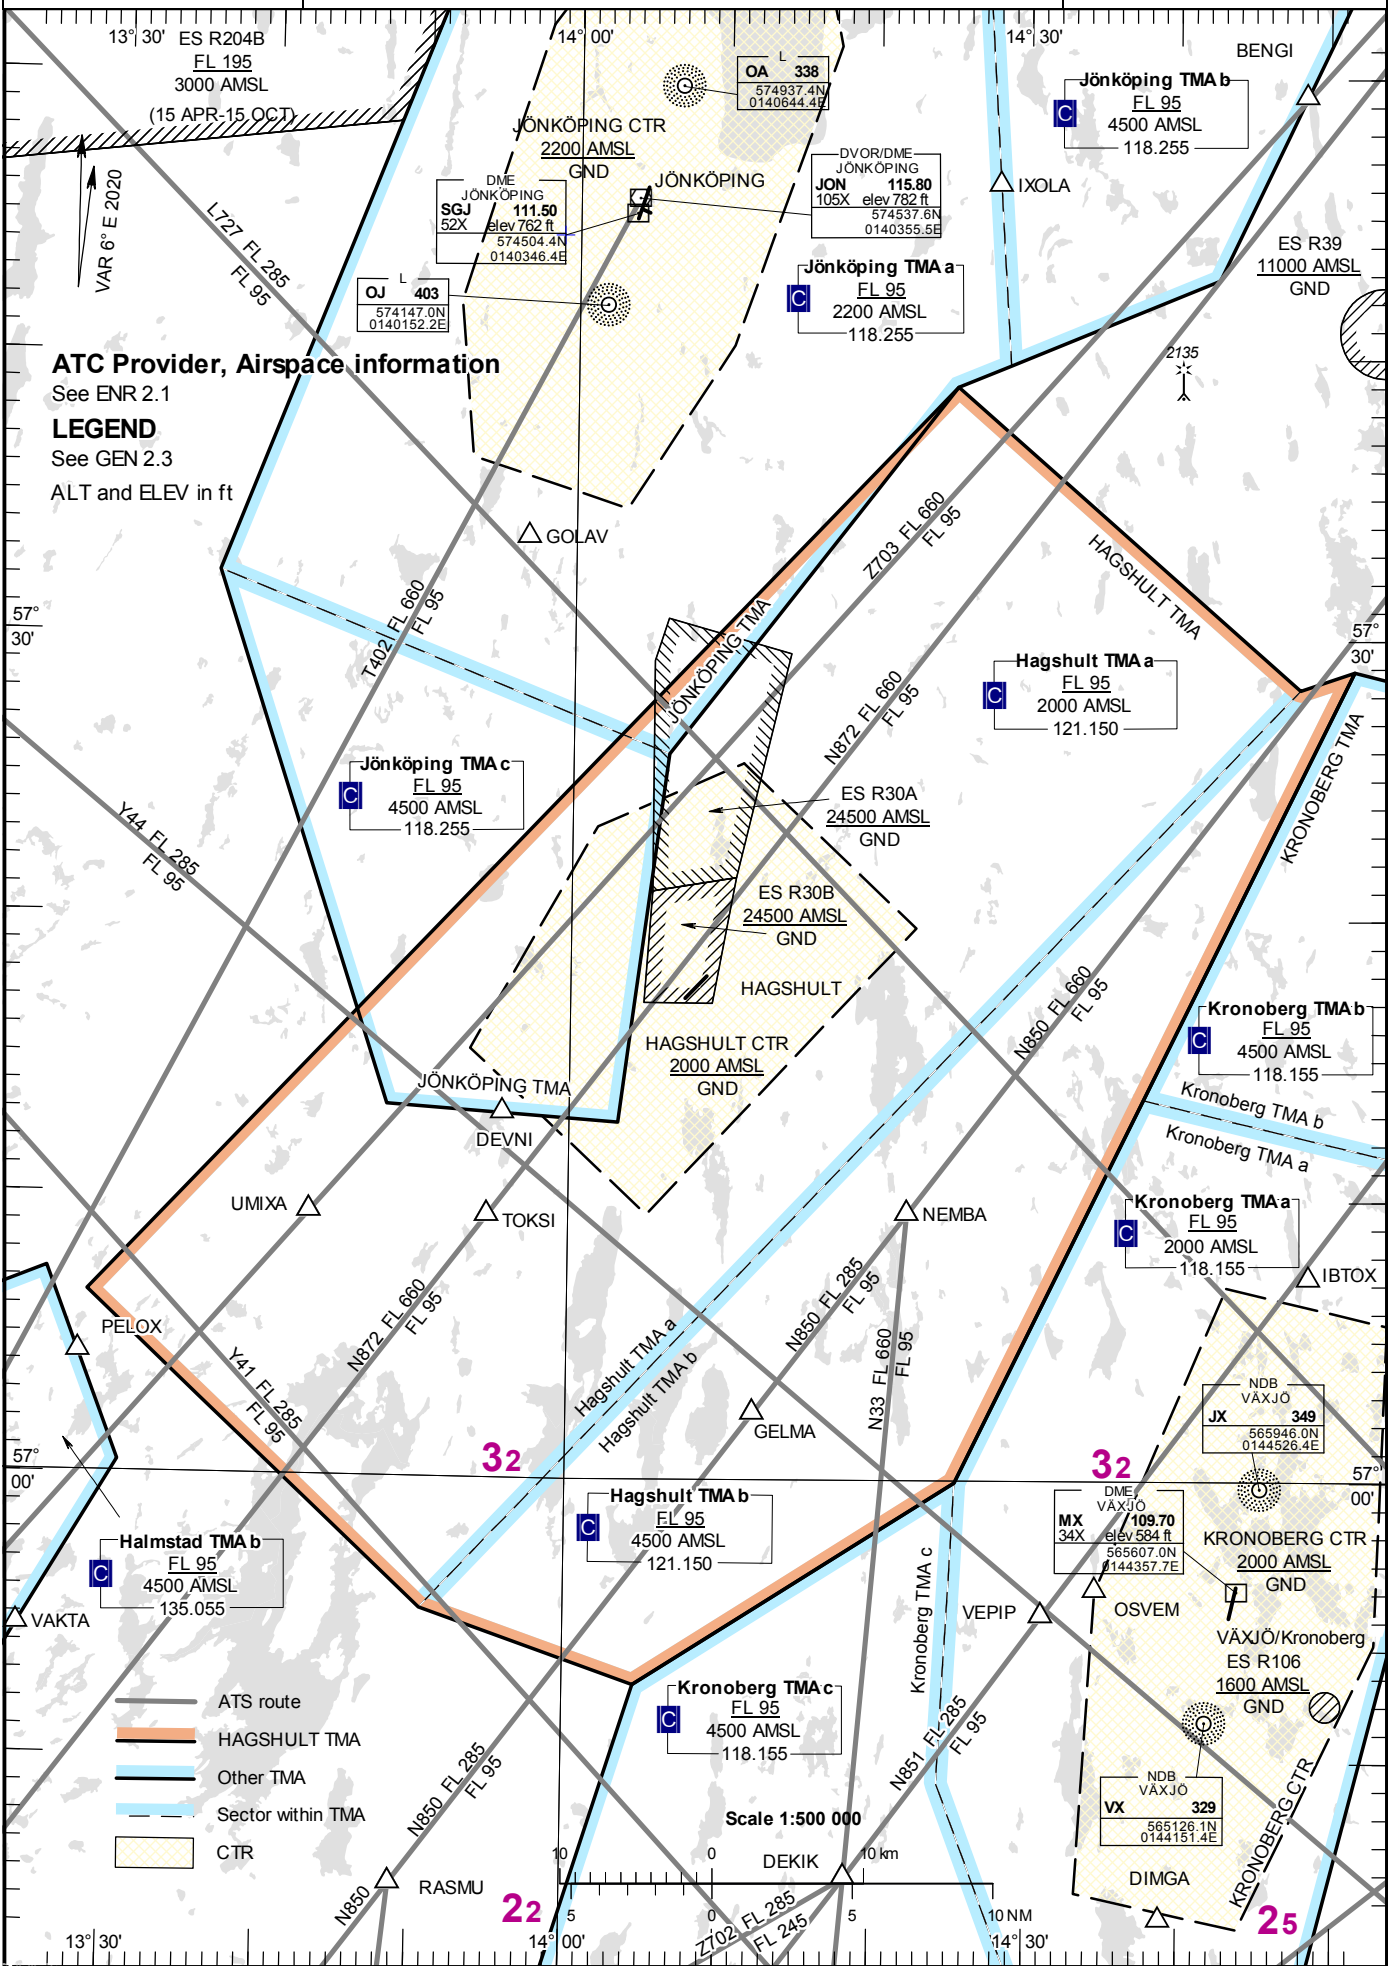 13° 30'
14° 00'
14° 30'
ES R204B
FL 195
3000 AMSL
(15 APR-15 OCT)
L
OA 338
574937.4N
0140644.4E
BENGI
Jönköping TMA b
FL 95
4500 AMSL
118.255
C
JÖNKÖPING CTR
2200 AMSL
GND
JÖNKÖPING
DME
JÖNKÖPING
SGJ 111.50
52X elev 762 ft
574504.4N
0140346.4E
DVOR/DME
JÖNKÖPING
JON 115.80
105X elev 782 ft
574537.6N
0140355.5E
IXOLA
VAR 6° E 2020
L727 FL 285
FL 95
L
OJ 403
574147.0N
0140152.2E
Jönköping TMA a
FL 95
2200 AMSL
118.255
C
ES R39
11000 AMSL
GND
2135
ATC Provider, Airspace information
See ENR 2.1
LEGEND
See GEN 2.3
ALT and ELEV in ft
GOLAV
Z703 FL 660
FL 95
HAGSHULT TMA
57°
30'
57°
30'
T402 FL 660
FL 95
JÖNKÖPING TMA
Hagshult TMA a
FL 95
2000 AMSL
121.150
C
N872 FL 660
FL 95
KRONOBERG TMA
Jönköping TMA c
FL 95
4500 AMSL
118.255
C
Y44 FL 285
FL 95
ES R30A
24500 AMSL
GND
ES R30B
24500 AMSL
GND
HAGSHULT
HAGSHULT CTR
2000 AMSL
GND
N850 FL 660
FL 95
Kronoberg TMA b
FL 95
4500 AMSL
118.155
C
Kronoberg TMA b
Kronoberg TMA a
JÖNKÖPING TMA
DEVNI
UMIXA
TOKSI
NEMBA
Kronoberg TMA a
FL 95
2000 AMSL
118.155
C
IBTOX
PELOX
N872 FL 660
FL 95
Y41 FL 285
FL 95
Hagshult TMA a
Hagshult TMA b
N850 FL 285
FL 95
N33 FL 660
FL 95
GELMA
NDB
VÄXJÖ
JX 349
565946.0N
0144526.4E
57°
00'
32
32
57°
00'
Hagshult TMA b
FL 95
4500 AMSL
121.150
C
DME
VÄXJÖ
MX 109.70
34X elev 584 ft
565607.0N
0144357.7E
KRONOBERG CTR
2000 AMSL
GND
Halmstad TMA b
FL 95
4500 AMSL
135.055
C
VAKTA
Kronoberg TMA c
VEPIP
OSVEM
VÄXJÖ/Kronoberg
ES R106
1600 AMSL
GND
ATS route
HAGSHULT TMA
Other TMA
Sector within TMA
CTR
Kronoberg TMA c
FL 95
4500 AMSL
118.155
C
N850 FL 285
FL 95
N851 FL 285
FL 95
NDB
VÄXJÖ
VX 329
565126.1N
0144151.4E
KRONOBERG CTR
Scale 1:500 000
10 0 10 km
DEKIK
DIMGA
RASMU
N850
22
5 0 5 10 NM
25
Z702 FL 285
FL 245
13° 30'
14° 00'
14° 30'